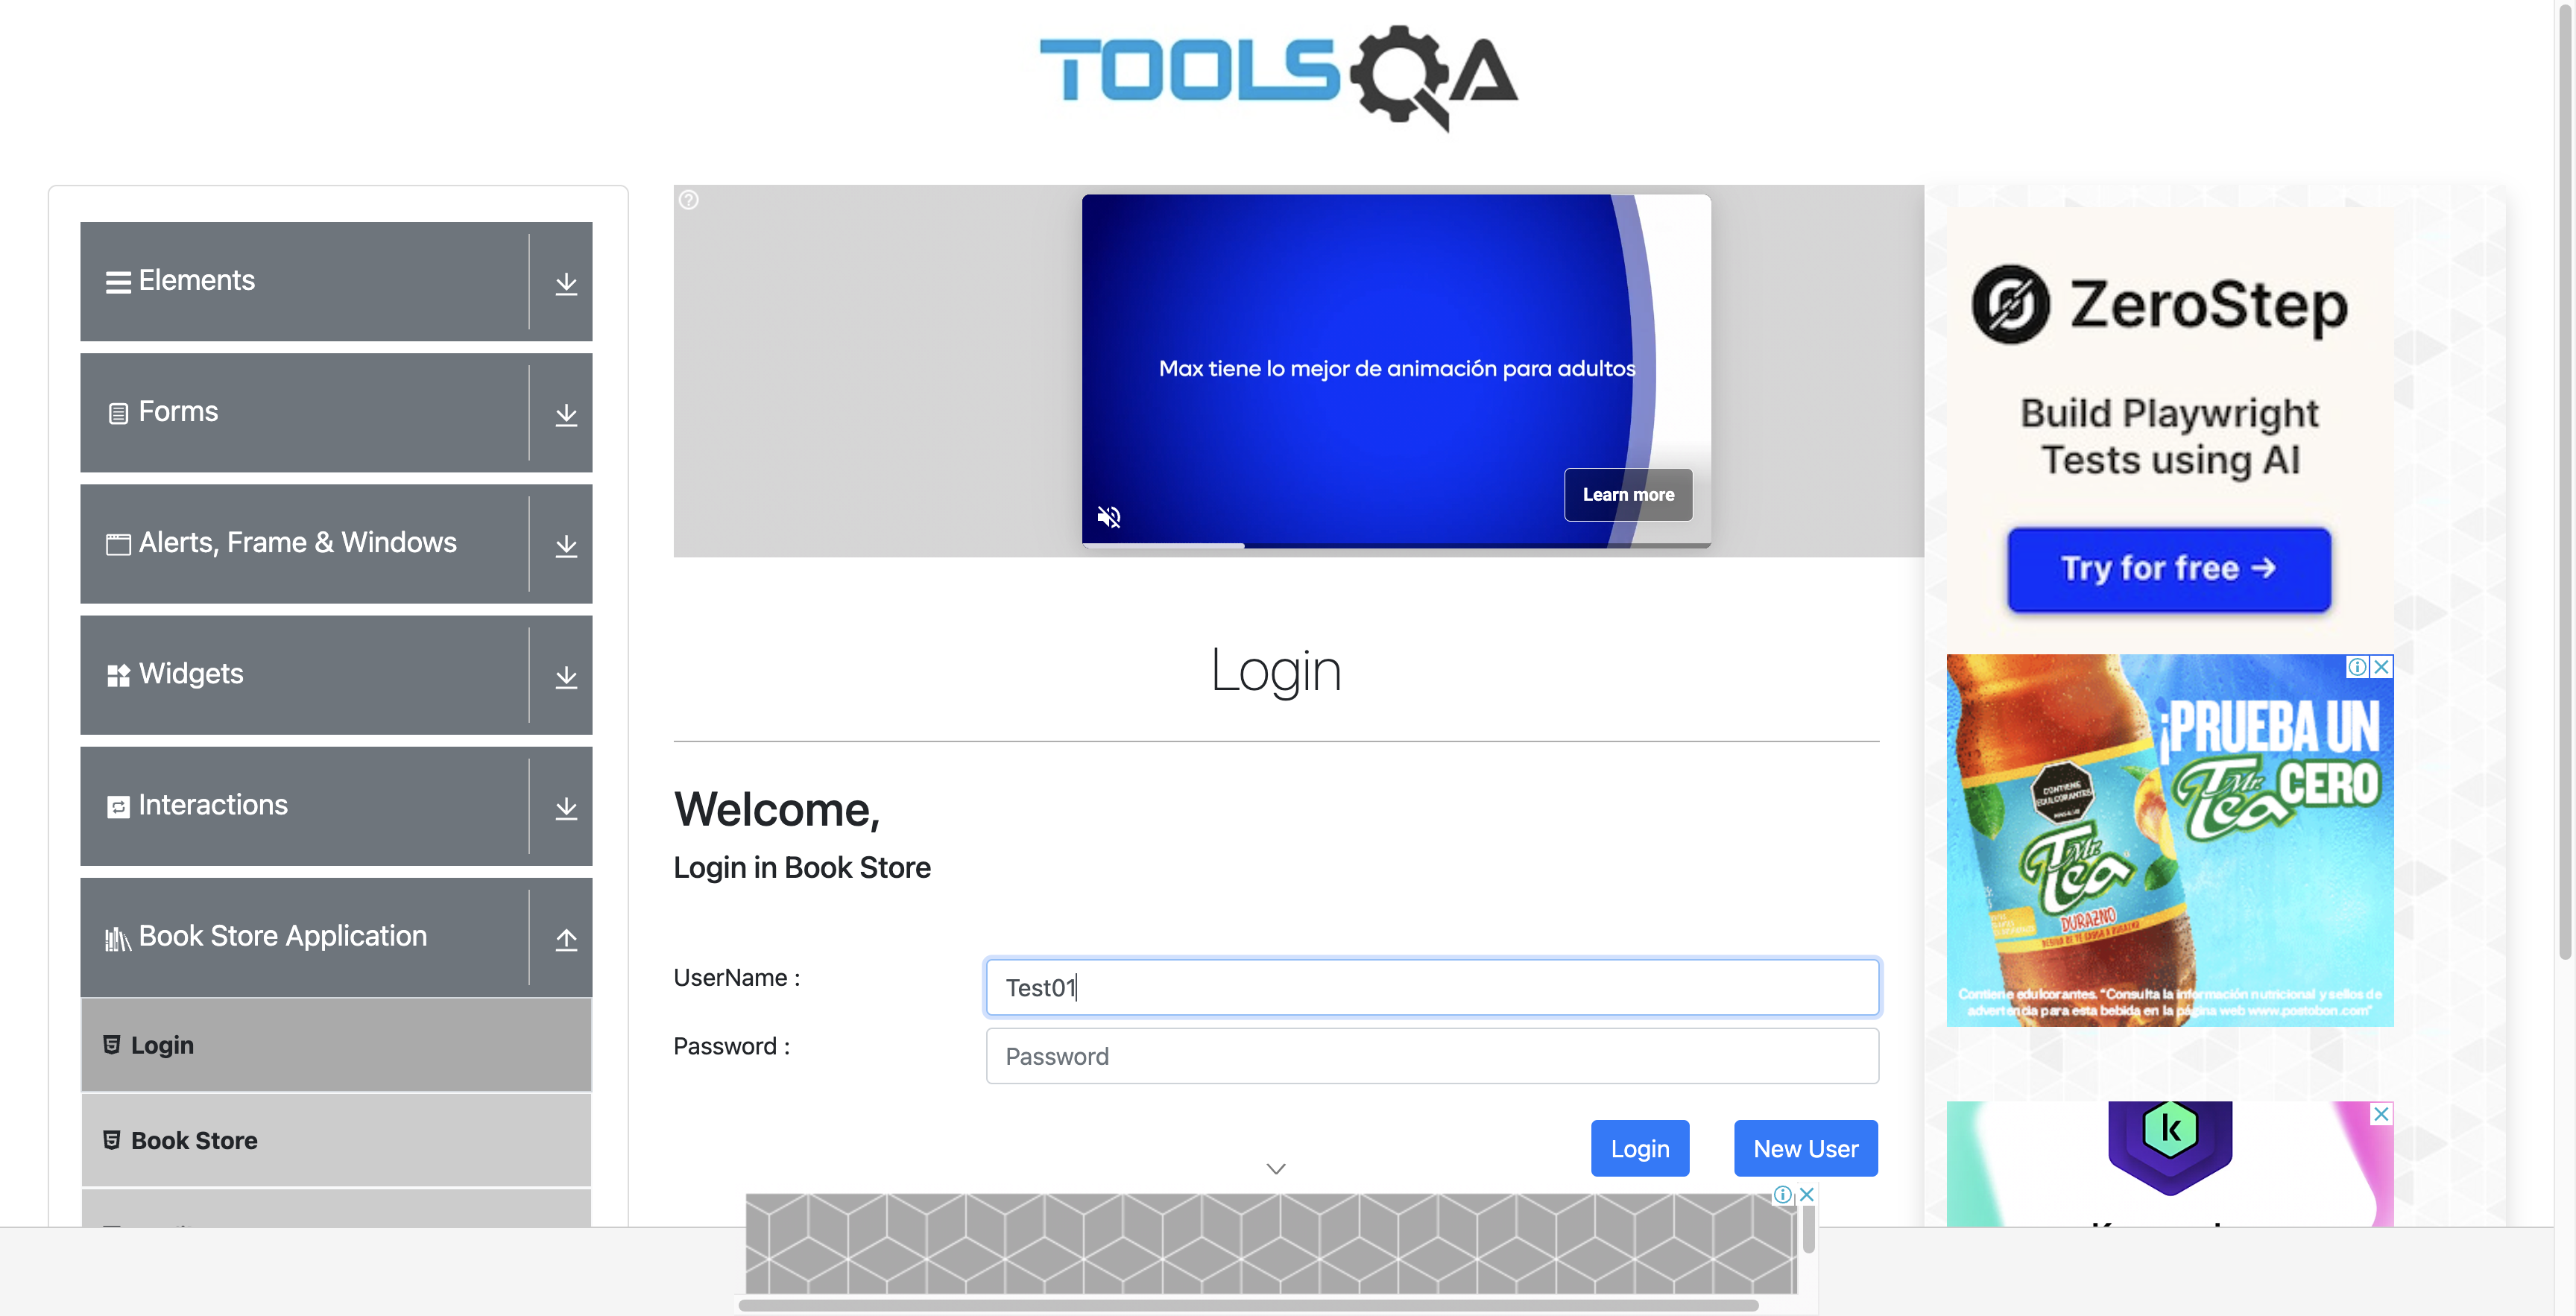 TOOLSQA
Elements
Forms
Alerts, Frame & Windows
Widgets
Interactions
Book Store Application
Login
Book Store
Max tiene lo mejor de animación para adultos
Learn more
Login
Welcome,
Login in Book Store
UserName :
Test01
Password :
Password
Login
New User
ZeroStep
Build Playwright
Tests using AI
Try for free →
¡PRUEBA UN
Mr. Tea CERO
CONTIENE
EDULCORANTES
Mr.
Tea
DURAZNO
Contiene edulcorantes. "Consulta la información nutricional y sellos de
advertencia para esta bebida en la página web www.postobon.com"
k